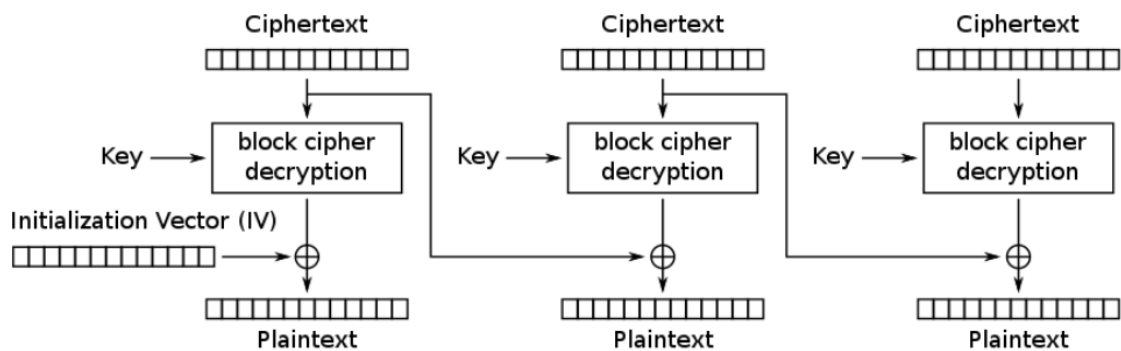 Ciphertext
Ciphertext
Ciphertext
Key
block cipher
decryption
Key
block cipher
decryption
Key
block cipher
decryption
Initialization Vector (IV)
Plaintext
Plaintext
Plaintext